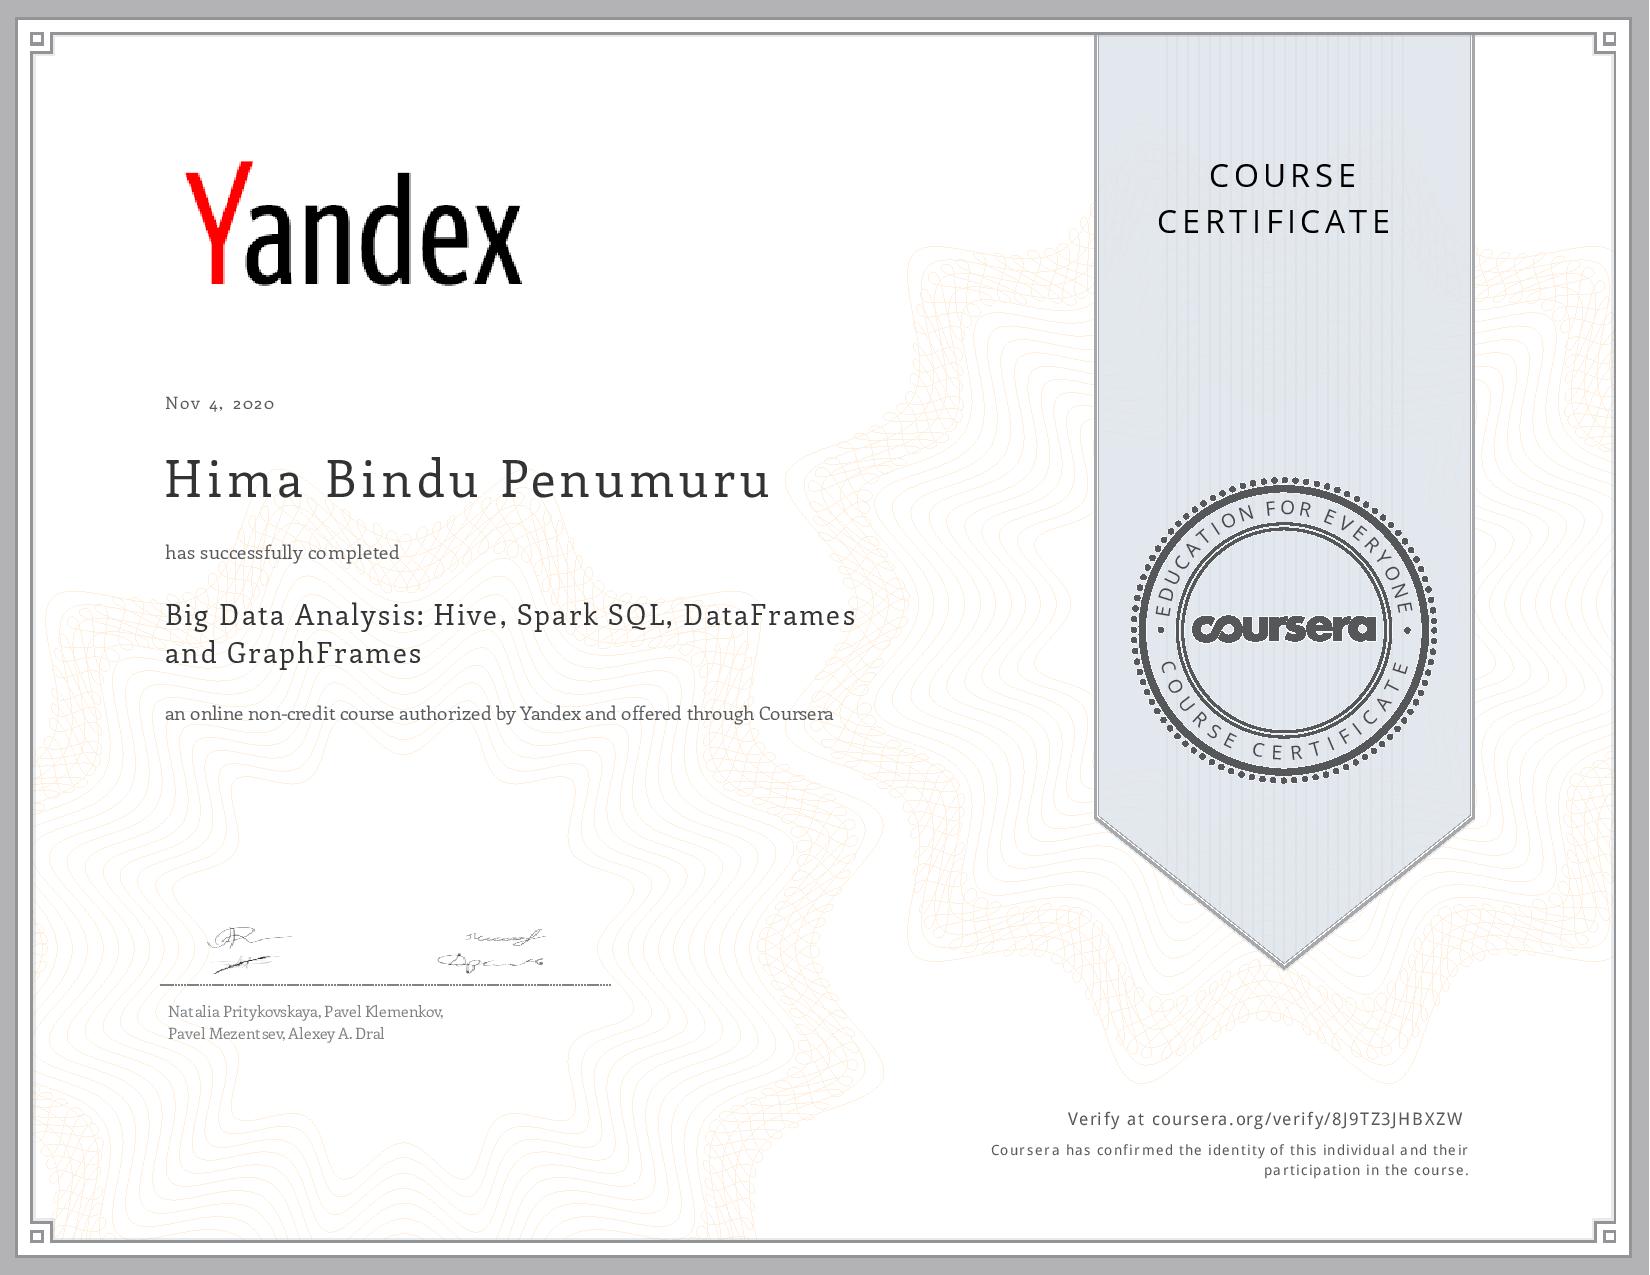 Yandex
COURSE
CERTIFICATE
Nov 4, 2020
Hima Bindu Penumuru
has successfully completed
Big Data Analysis: Hive, Spark SQL, DataFrames
and GraphFrames
an online non-credit course authorized by Yandex and offered through Coursera
EDUCATION FOR EVERYONE
coursera
COURSE CERTIFICATE
Natalia Pritykovskaya, Pavel Klemenkov,
Pavel Mezentsev, Alexey A. Dral
Verify at coursera.org/verify/8J9TZ3JHBXZW
Coursera has confirmed the identity of this individual and their
participation in the course.